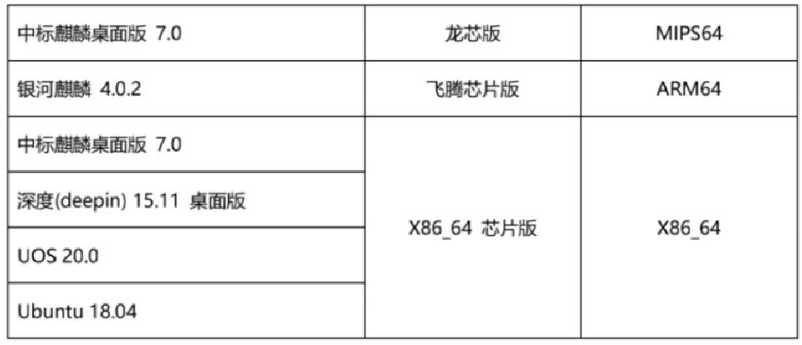 中标麒麟桌面版 7.0 龙芯版 MIPS64
银河麒麟 4.0.2 飞腾芯片版 ARM64
中标麒麟桌面版 7.0
深度(deepin) 15.11 桌面版
X86_64 芯片版 X86_64
UOS 20.0
Ubuntu 18.04